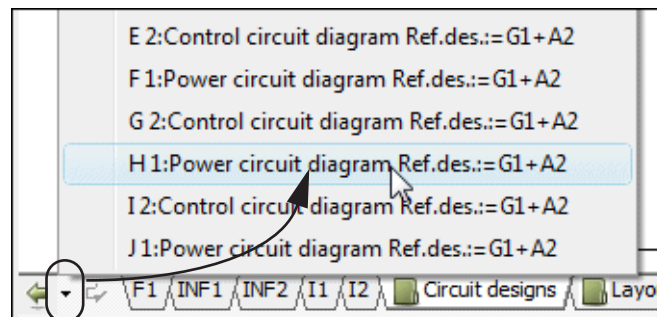 E 2:Control circuit diagram Ref.des.:=G1+A2
F 1:Power circuit diagram Ref.des.:=G1+A2
G 2:Control circuit diagram Ref.des.:=G1+A2
H 1:Power circuit diagram Ref.des.:=G1+A2
I 2:Control circuit diagram Ref.des.:=G1+A2
J 1:Power circuit diagram Ref.des.:=G1+A2
F1 INF1 INF2 I1 I2 Circuit designs Layo